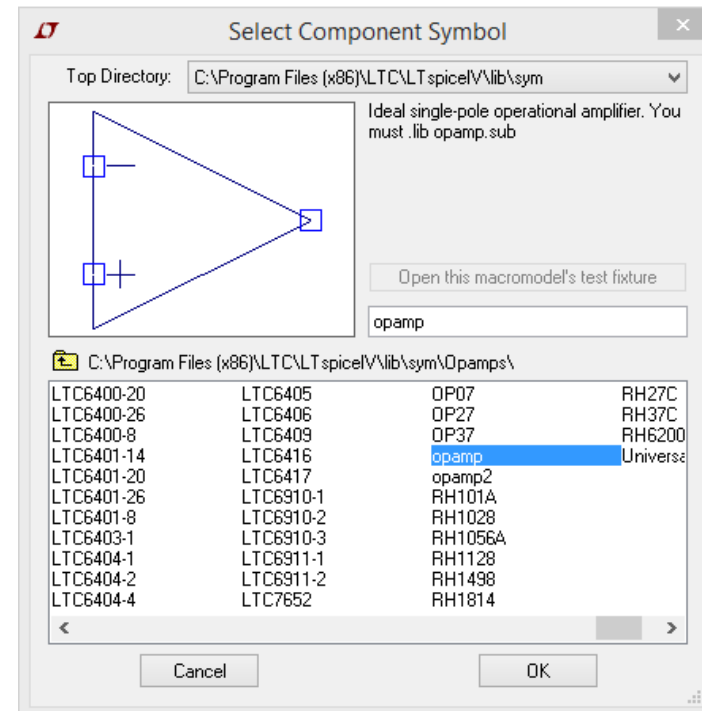 Select Component Symbol
Top Directory: C:\Program Files (x86)\LTC\LTspiceIV\lib\sym
Ideal single-pole operational amplifier. You
must .lib opamp.sub
Open this macromodel's test fixture
opamp
C:\Program Files (x86)\LTC\LTspiceIV\lib\sym\Opamps\
LTC6400-20 LTC6405 OP07 RH27C
LTC6400-26 LTC6406 OP27 RH37C
LTC6400-8 LTC6409 OP37 RH6200
LTC6401-14 LTC6416 opamp Universa
LTC6401-20 LTC6417 opamp2
LTC6401-26 LTC6910-1 RH101A
LTC6401-8 LTC6910-2 RH1028
LTC6403-1 LTC6910-3 RH1056A
LTC6404-1 LTC6911-1 RH1128
LTC6404-2 LTC6911-2 RH1498
LTC6404-4 LTC7652 RH1814
Cancel OK